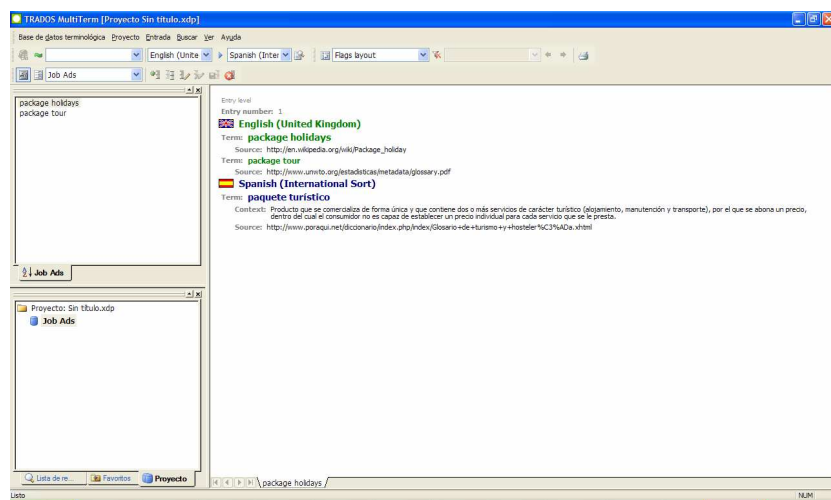 TRADOS MultiTerm [Proyecto Sin título.xdp]
Base de datos terminológica Proyecto Entrada Buscar Ver Ayuda
English (Unite Spanish (Inter Flags layout
Job Ads
package holidays
package tour
Job Ads
Proyecto: Sin título.xdp
Job Ads
Lista de re... Favoritos Proyecto
Entry level
Entry number: 1
English (United Kingdom)
Term: package holidays
Source: http://en.wikipedia.org/wiki/Package_holiday
Term: package tour
Source: http://www.unwto.org/estadisticas/metadata/glossary.pdf
Spanish (International Sort)
Term: paquete turístico
Context: Producto que se comercializa de forma única y que contiene dos o más servicios de carácter turístico (alojamiento, manutención y transporte), por el que se abona un precio,
dentro del cual el consumidor no es capaz de establecer un precio individual para cada servicio que se le presta.
Source: http://www.poraqui.net/diccionario/index.php/index/Glosario+de+turismo+y+hosteler%C3%ADa.xhtml
package holidays
Listo NUM